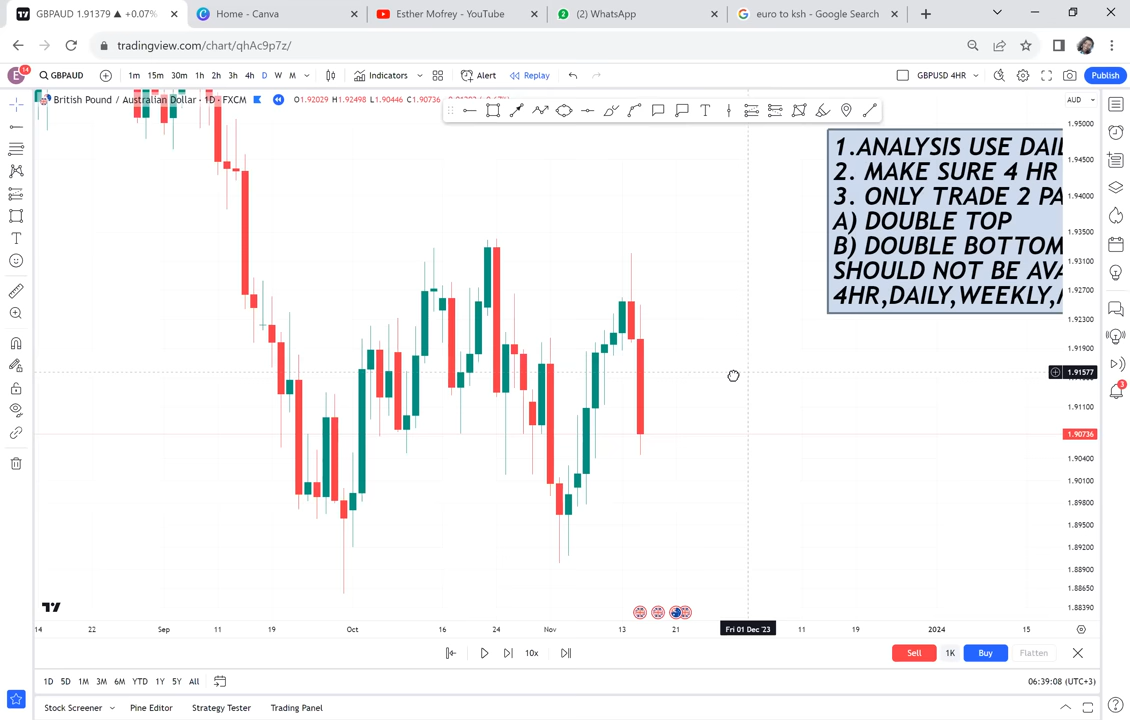 GBPAUD 1.91379 ▲ +0.07%
Home - Canva
Esther Mofrey - YouTube
(2) WhatsApp
euro to ksh - Google Search
tradingview.com/chart/qhAc9p7z/
E 14
GBPAUD
1m 15m 30m 1h 2h 3h 4h D W M
Indicators
Alert
Replay
GBPUSD 4HR
Publish
British Pound / Australian Dollar · 1D · FXCM
O1.92029 H1.92498 L1.90446 C1.90736
AUD
1.ANALYSIS USE DAIL
2. MAKE SURE 4 HR
3. ONLY TRADE 2 PA
A) DOUBLE TOP
B) DOUBLE BOTTOM
SHOULD NOT BE AVA
4HR,DAILY,WEEKLY,
1.95000
1.94500
1.94000
1.93500
1.93100
1.92700
1.92300
1.91900
1.91577
1.91100
1.90736
1.90400
1.90100
1.89800
1.89500
1.89200
1.88900
1.88650
1.88390
3
14 22 Sep 11 19 Oct 16 24 Nov 13 21 Fri 01 Dec '23 11 19 2024 15
10x
Sell 1K Buy Flatten
1D 5D 1M 3M 6M YTD 1Y 5Y All
06:39:08 (UTC+3)
Stock Screener
Pine Editor
Strategy Tester
Trading Panel